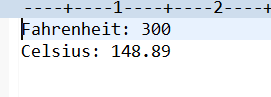 ----+----1----+----2----+
Fahrenheit: 300
Celsius: 148.89